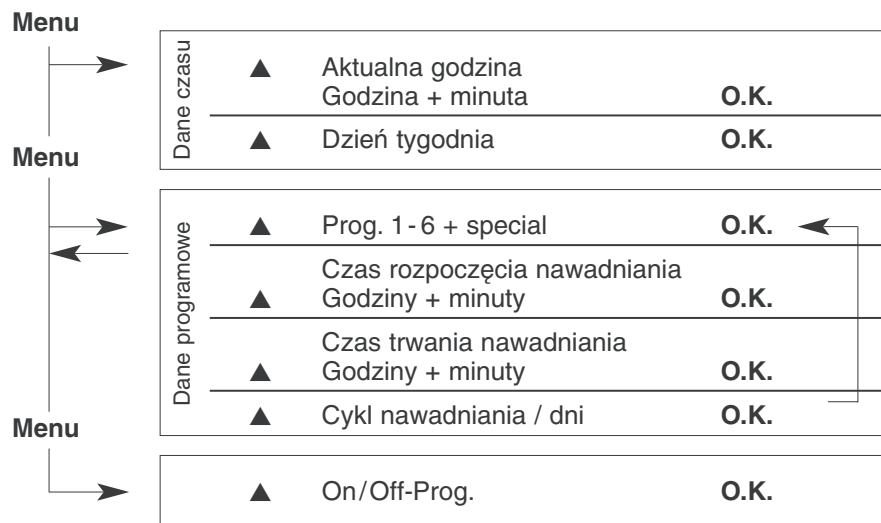 Menu
Dane czasu
▲ Aktualna godzina
Godzina + minuta O.K.
▲ Dzień tygodnia O.K.
Menu
Dane programowe
▲ Prog. 1-6 + special O.K.
Czas rozpoczęcia nawadniania
▲ Godziny + minuty O.K.
Czas trwania nawadniania
▲ Godziny + minuty O.K.
▲ Cykl nawadniania / dni O.K.
Menu
▲ On/Off-Prog. O.K.